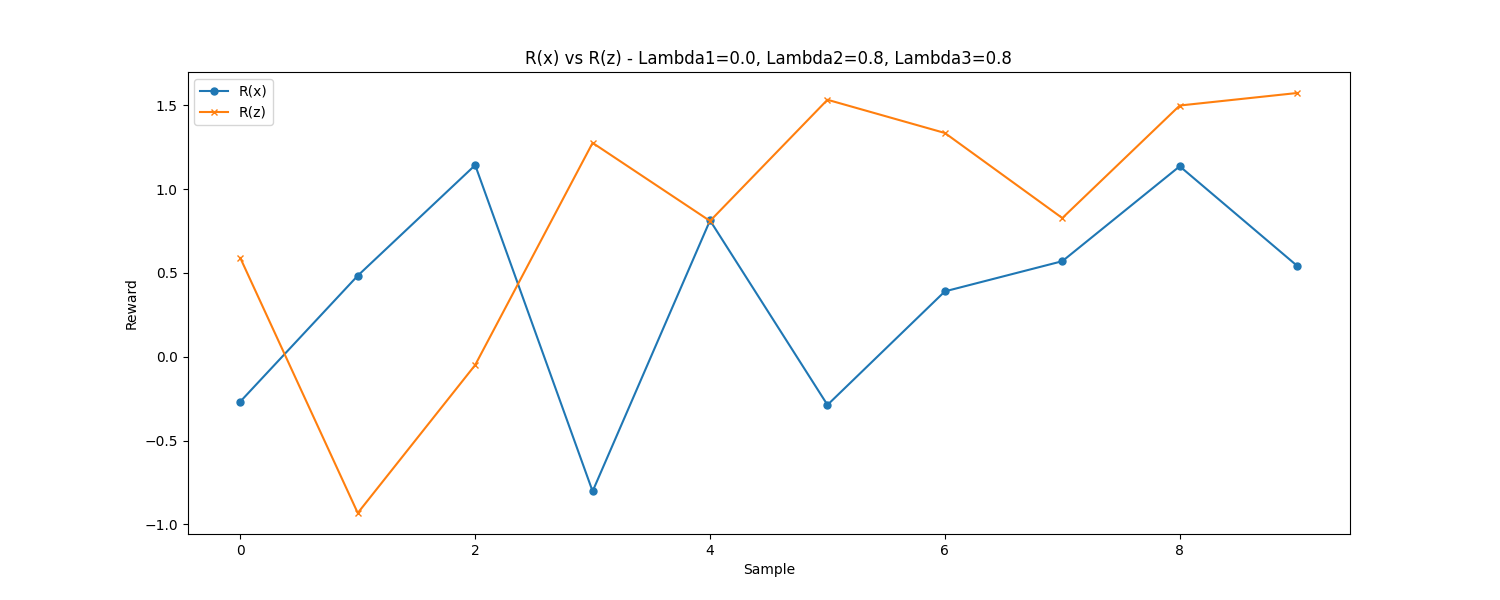 R(x) vs R(z) - Lambda1=0.0, Lambda2=0.8, Lambda3=0.8
R(x)
R(z)
1.5
1.0
0.5
0.0
−0.5
−1.0
Reward
0 2 4 6 8
Sample